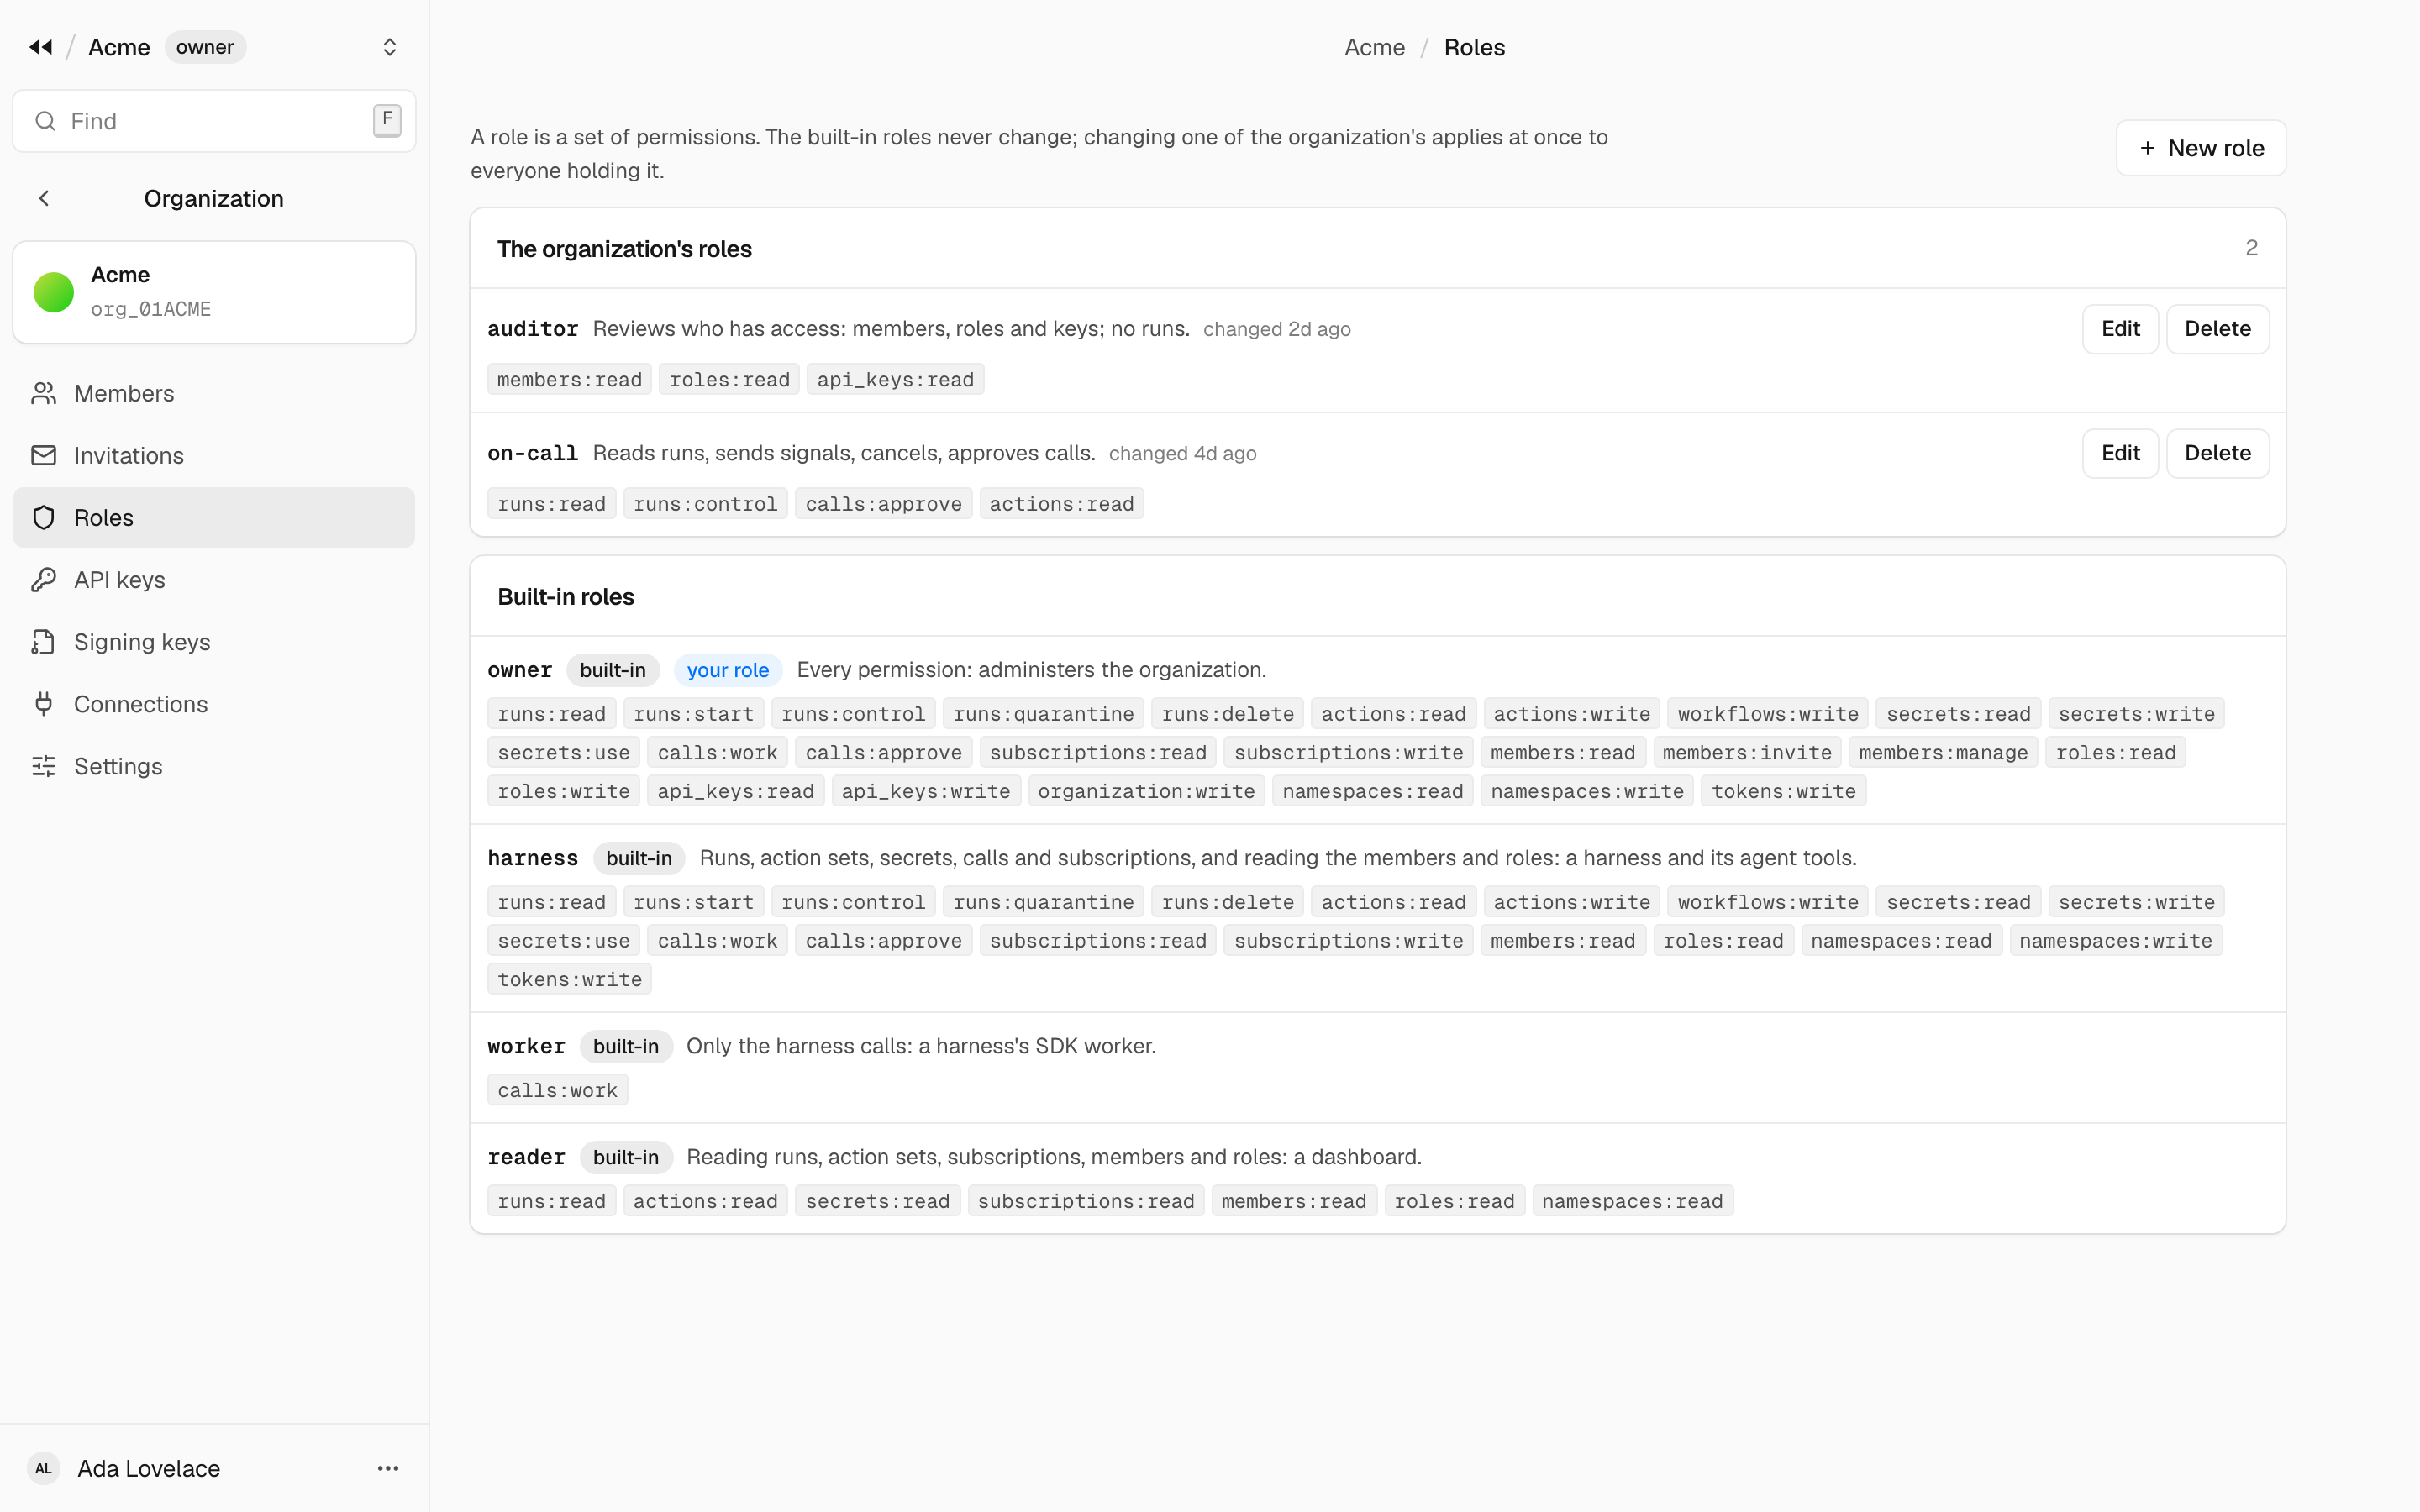 / Acme owner
Find F
Organization
Acme
org_01ACME
Members
Invitations
Roles
API keys
Signing keys
Connections
Settings
AL Ada Lovelace
Acme / Roles
A role is a set of permissions. The built-in roles never change; changing one of the organization's applies at once to
everyone holding it.
+ New role
The organization's roles 2
auditor Reviews who has access: members, roles and keys; no runs. changed 2d ago Edit Delete
members:read roles:read api_keys:read
on-call Reads runs, sends signals, cancels, approves calls. changed 4d ago Edit Delete
runs:read runs:control calls:approve actions:read
Built-in roles
owner built-in your role Every permission: administers the organization.
runs:read runs:start runs:control runs:quarantine runs:delete actions:read actions:write workflows:write secrets:read secrets:write
secrets:use calls:work calls:approve subscriptions:read subscriptions:write members:read members:invite members:manage roles:read
roles:write api_keys:read api_keys:write organization:write namespaces:read namespaces:write tokens:write
harness built-in Runs, action sets, secrets, calls and subscriptions, and reading the members and roles: a harness and its agent tools.
runs:read runs:start runs:control runs:quarantine runs:delete actions:read actions:write workflows:write secrets:read secrets:write
secrets:use calls:work calls:approve subscriptions:read subscriptions:write members:read roles:read namespaces:read namespaces:write
tokens:write
worker built-in Only the harness calls: a harness's SDK worker.
calls:work
reader built-in Reading runs, action sets, subscriptions, members and roles: a dashboard.
runs:read actions:read secrets:read subscriptions:read members:read roles:read namespaces:read